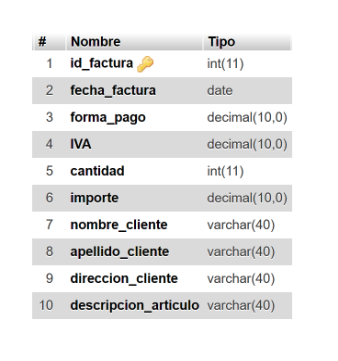 # Nombre Tipo
1 id_factura int(11)
2 fecha_factura date
3 forma_pago decimal(10,0)
4 IVA decimal(10,0)
5 cantidad int(11)
6 importe decimal(10,0)
7 nombre_cliente varchar(40)
8 apellido_cliente varchar(40)
9 direccion_cliente varchar(40)
10 descripcion_articulo varchar(40)